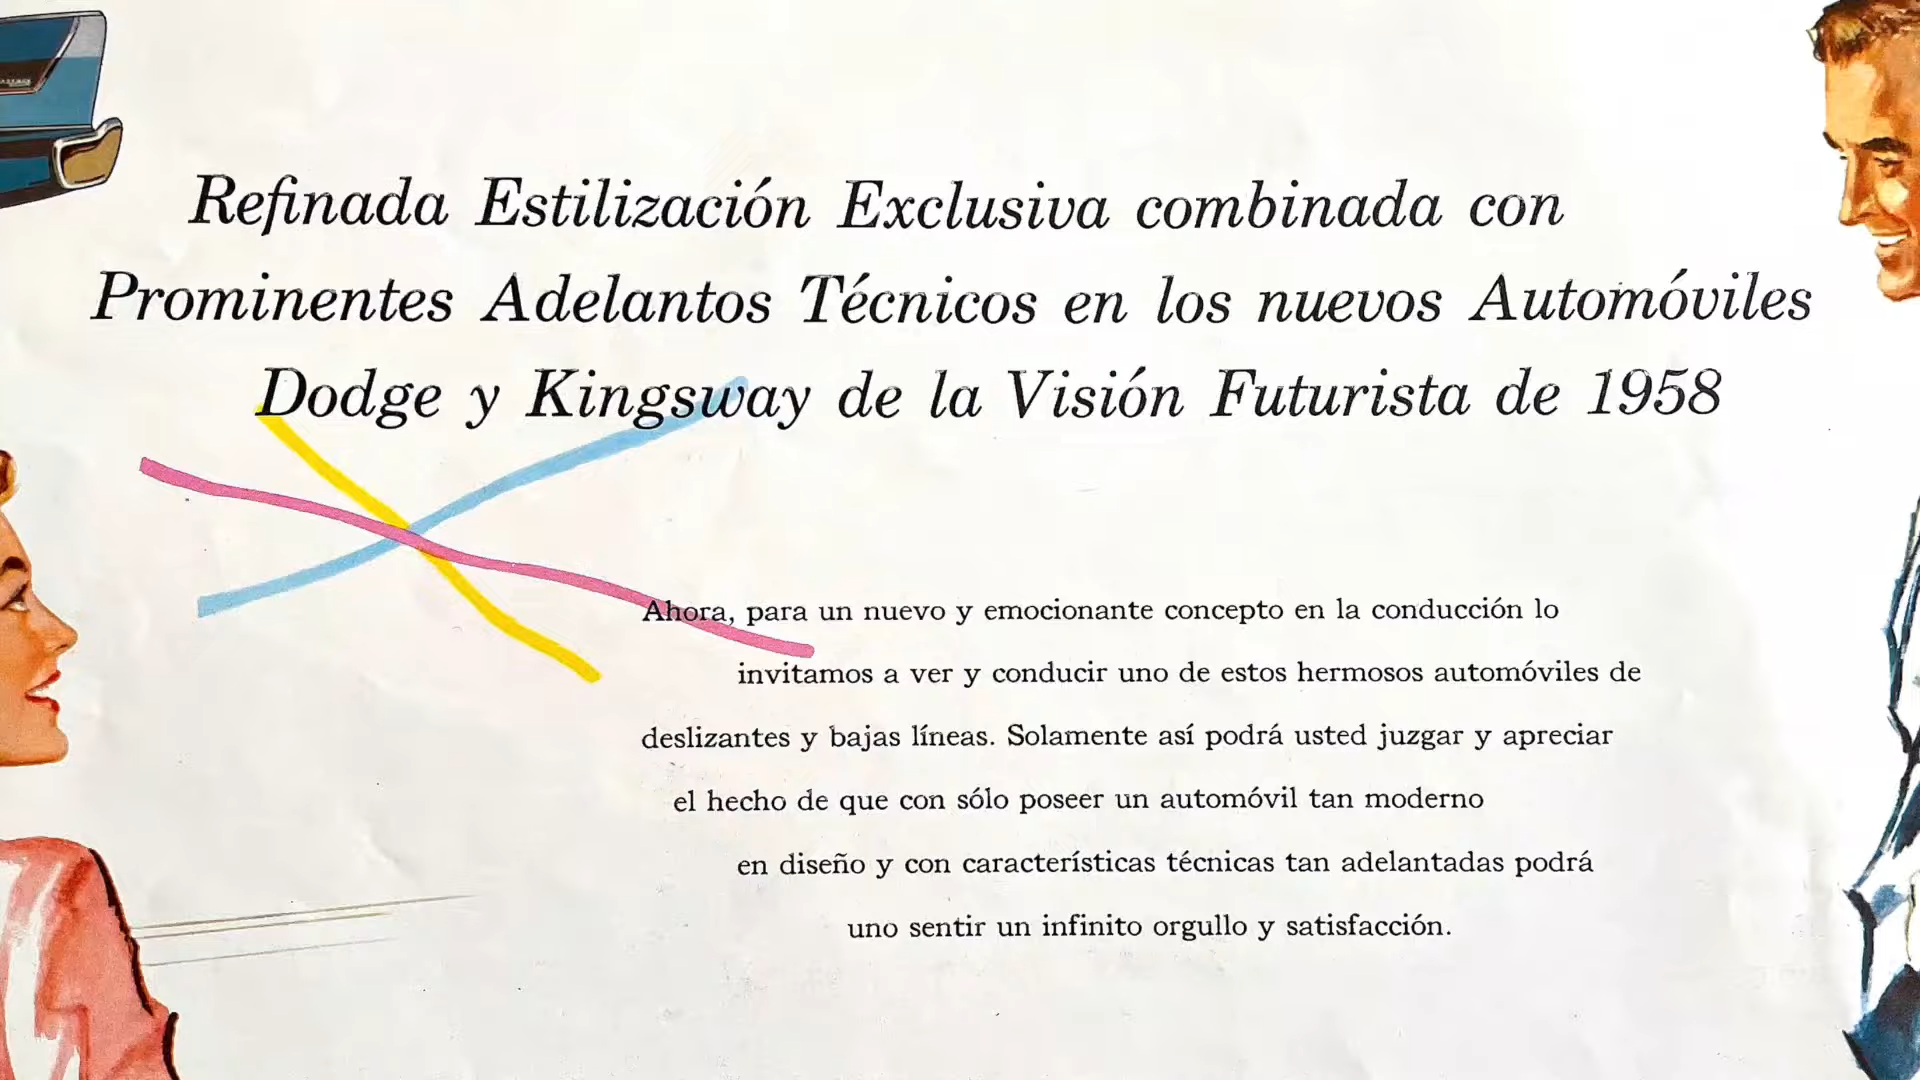 Refinada Estilización Exclusiva combinada con
Prominentes Adelantos Técnicos en los nuevos Automóviles
Dodge y Kingsway de la Visión Futurista de 1958
Ahora, para un nuevo y emocionante concepto en la conducción lo
invitamos a ver y conducir uno de estos hermosos automóviles de
deslizantes y bajas líneas. Solamente así podrá usted juzgar y apreciar
el hecho de que con sólo poseer un automóvil tan moderno
en diseño y con características técnicas tan adelantadas podrá
uno sentir un infinito orgullo y satisfacción.